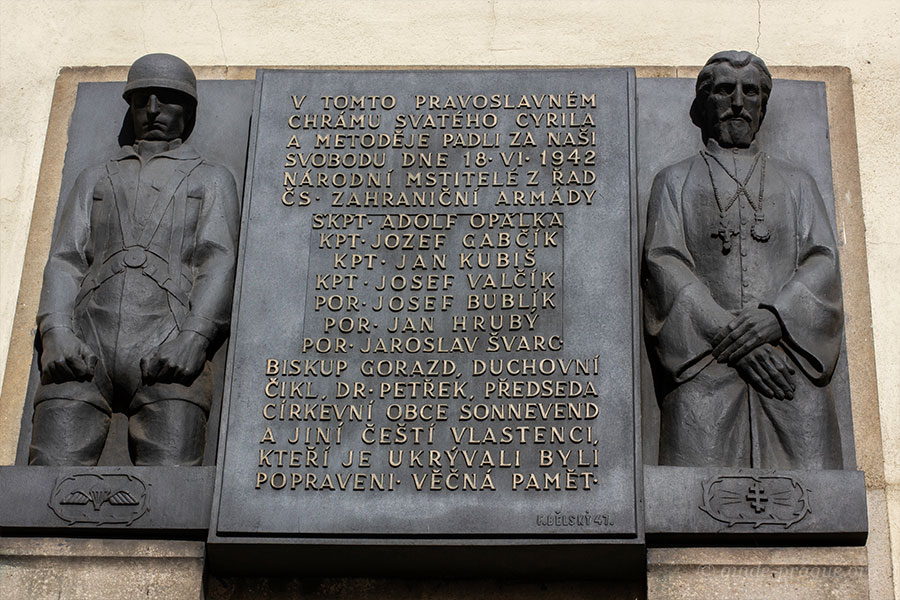 V TOMTO PRAVOSLAVNÉM
CHRÁMU SVATÉHO CYRILA
A METODĚJE PADLI ZA NAŠI
SVOBODU DNE 18·VI·1942
NÁRODNÍ MSTITELÉ Z ŘAD
ČS· ZAHRANIČNÍ ARMÁDY
SKPT· ADOLF OPÁLKA
KPT· JOZEF GABČÍK
KPT· JAN KUBIŠ
KPT· JOSEF VALČÍK
POR· JOSEF BUBLÍK
POR· JAN HRUBÝ
POR· JAROSLAV ŠVARC·
BISKUP GORAZD, DUCHOVNÍ
ČIKL, DR· PETŘEK, PŘEDSEDA
CÍRKEVNÍ OBCE SONNEVEND
A JINÍ ČEŠTÍ VLASTENCI,
KTEŘÍ JE UKRÝVALI BYLI
POPRAVENI· VĚČNÁ PAMĚT·
K.BĚLSKÝ 47.